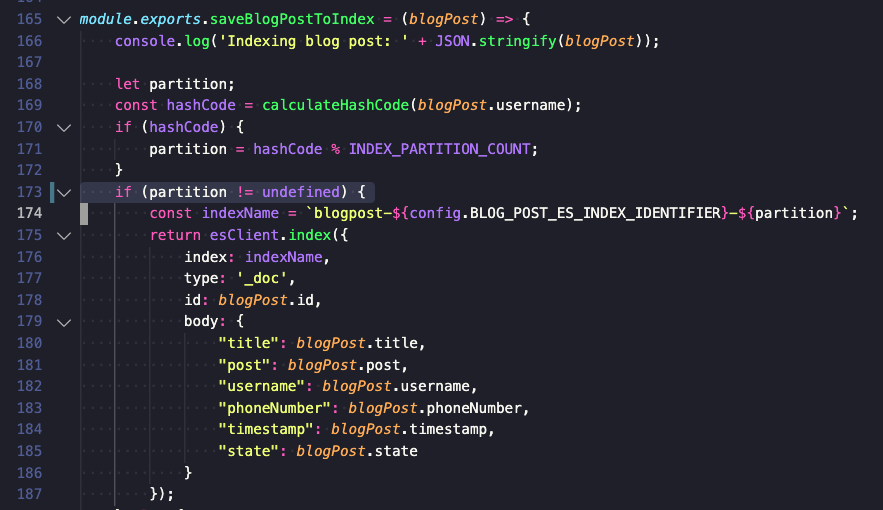 165 module.exports.saveBlogPostToIndex = (blogPost) => {
166 console.log('Indexing blog post: ' + JSON.stringify(blogPost));
167
168 let partition;
169 const hashCode = calculateHashCode(blogPost.username);
170 if (hashCode) {
171 partition = hashCode % INDEX_PARTITION_COUNT;
172 }
173 if (partition != undefined) {
174 const indexName = `blogpost-${config.BLOG_POST_ES_INDEX_IDENTIFIER}-${partition}`;
175 return esClient.index({
176 index: indexName,
177 type: '_doc',
178 id: blogPost.id,
179 body: {
180 "title": blogPost.title,
181 "post": blogPost.post,
182 "username": blogPost.username,
183 "phoneNumber": blogPost.phoneNumber,
184 "timestamp": blogPost.timestamp,
185 "state": blogPost.state
186 }
187 });